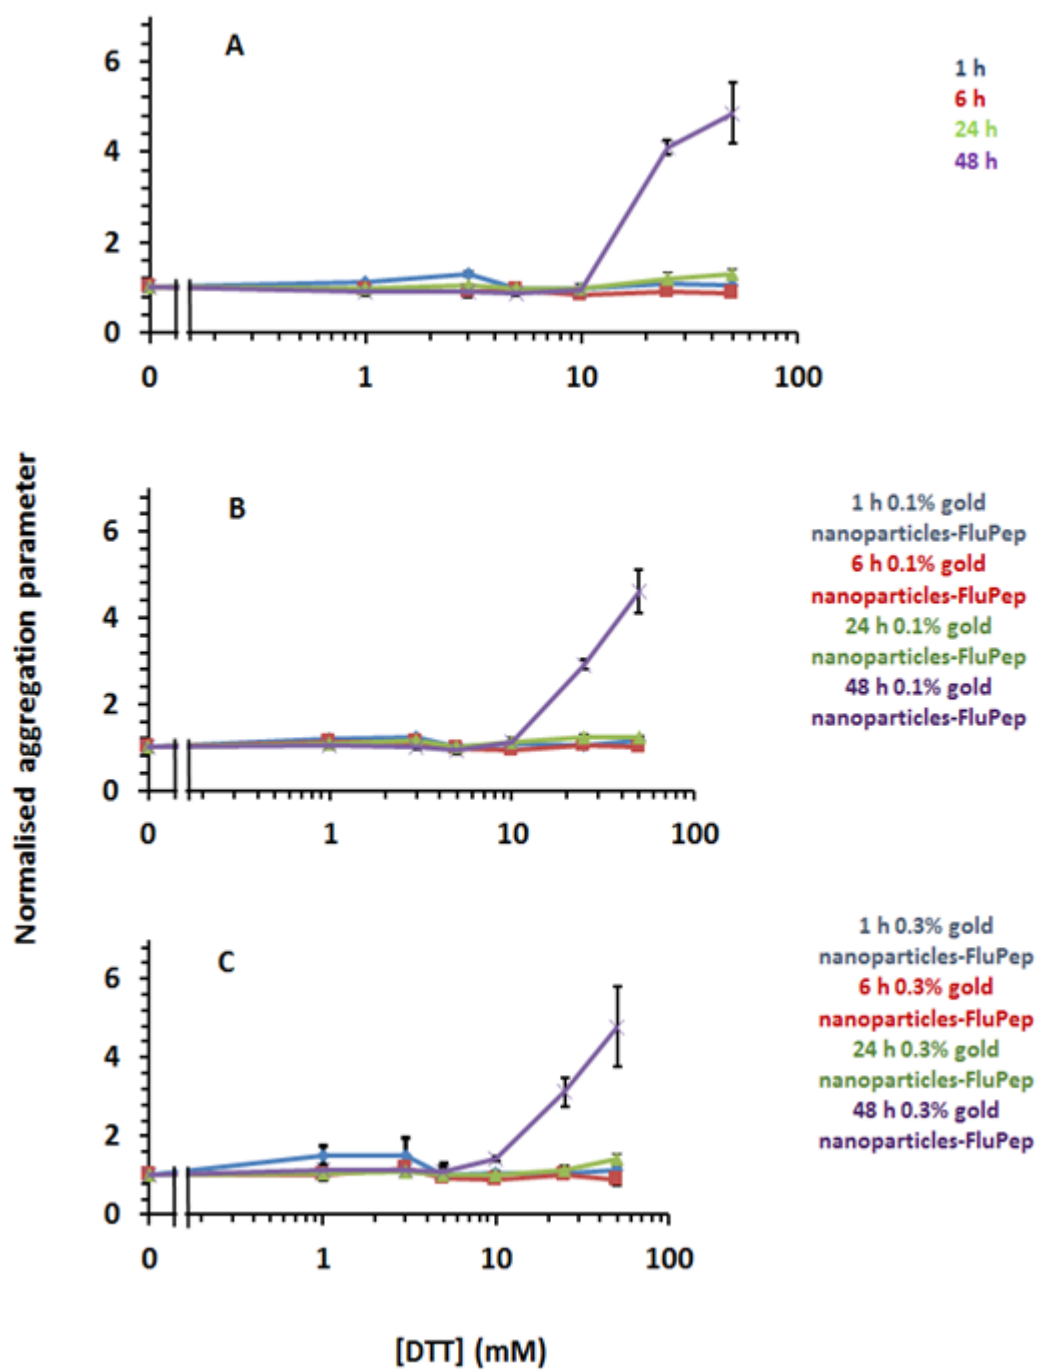 A
6
4
2
0
0 1 10 100
1 h
6 h
24 h
48 h
Normalised aggregation parameter
B
6
4
2
0
0 1 10 100
1 h 0.1% gold
nanoparticles-FluPep
6 h 0.1% gold
nanoparticles-FluPep
24 h 0.1% gold
nanoparticles-FluPep
48 h 0.1% gold
nanoparticles-FluPep
C
6
4
2
0
0 1 10 100
1 h 0.3% gold
nanoparticles-FluPep
6 h 0.3% gold
nanoparticles-FluPep
24 h 0.3% gold
nanoparticles-FluPep
48 h 0.3% gold
nanoparticles-FluPep
[DTT] (mM)